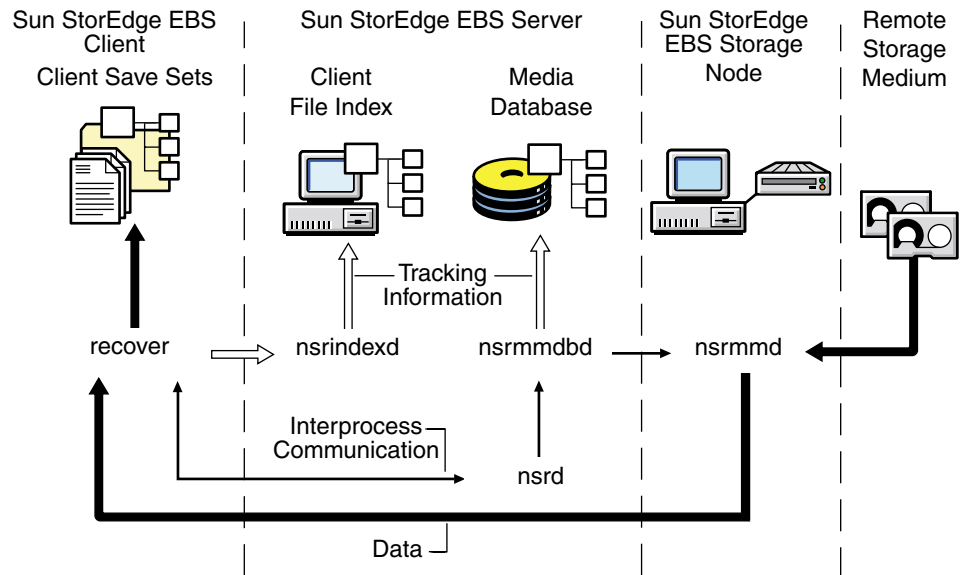 Sun StorEdge EBS
Client
Client Save Sets
Sun StorEdge EBS Server
Client
File Index
Media
Database
Sun StorEdge
EBS Storage
Node
Remote
Storage
Medium
Tracking
Information
recover
nsrindexd
nsrmmdbd
nsrmmd
Interprocess
Communication
nsrd
Data